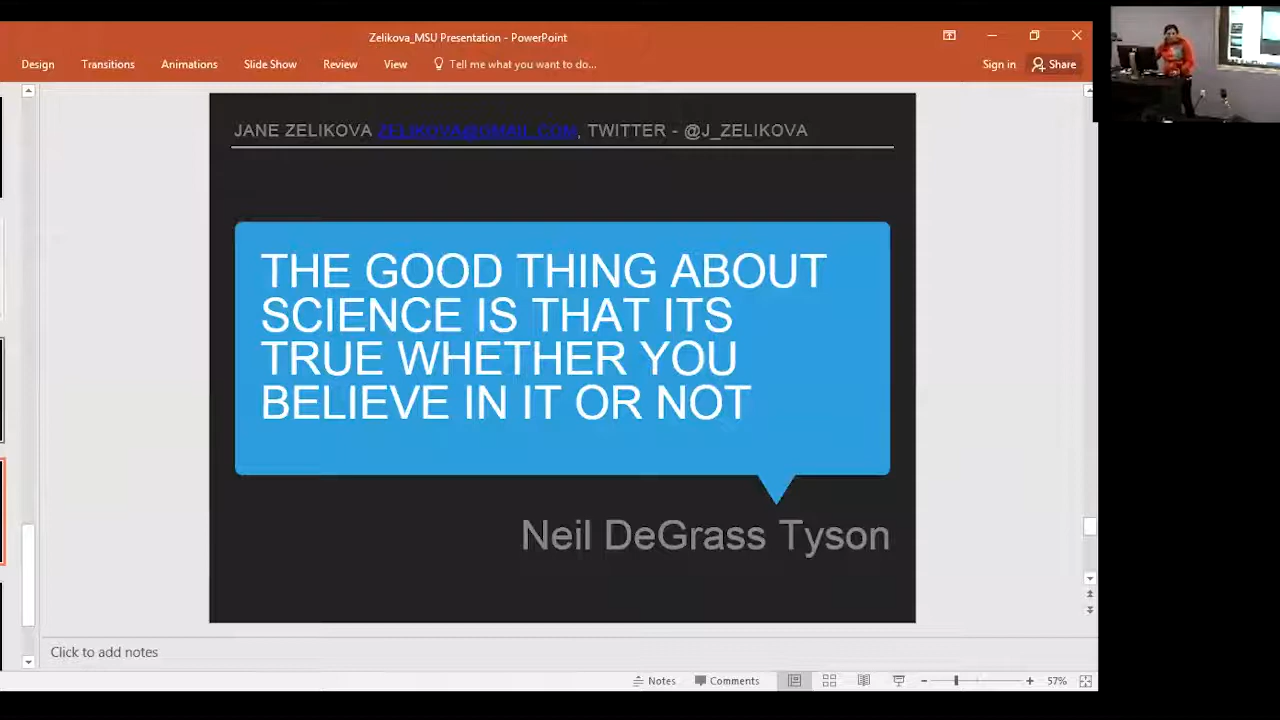 Zelikova_MSU Presentation - PowerPoint
Design Transitions Animations Slide Show Review View Tell me what you want to do... Sign in Share
JANE ZELIKOVA ZELIKOVA@GMAIL.COM, TWITTER - @J_ZELIKOVA
THE GOOD THING ABOUT
SCIENCE IS THAT ITS
TRUE WHETHER YOU
BELIEVE IN IT OR NOT
Neil DeGrass Tyson
Click to add notes
Notes Comments 57%